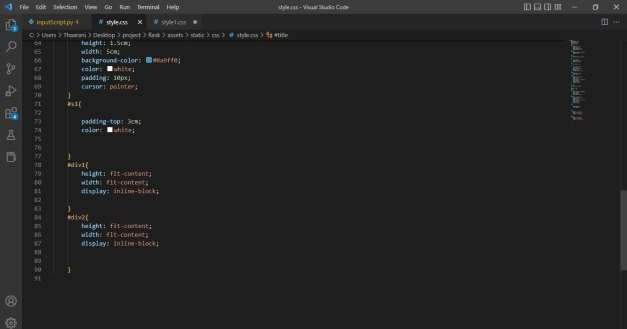 File Edit Selection View Go Run Terminal Help
style.css - Visual Studio Code
inputScript.py 4
# style.css ×
# style1.css ●
C: > Users > Thaarani > Desktop > project > Rask > assets > static > css > # style.css > #title
64 height: 1.5cm;
65 width: 5cm;
66 background-color: #0a9ff0;
67 color: white;
68 padding: 10px;
69 cursor: pointer;
70 }
71 #s1{
72
73 padding-top: 3cm;
74 color: white;
75
76
77 }
78 #div1{
79 height: fit-content;
80 width: fit-content;
81 display: inline-block;
82
83 }
84 #div2{
85 height: fit-content;
86 width: fit-content;
87 display: inline-block;
88
89
90 }
91